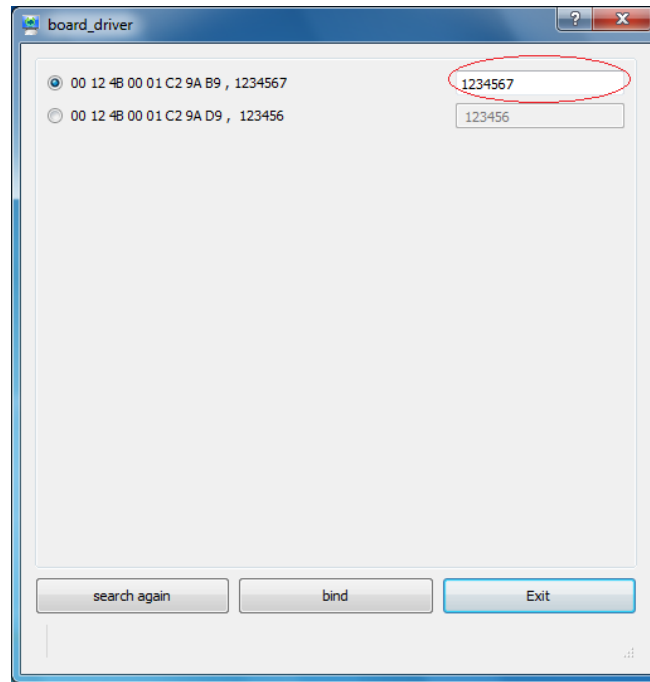 board_driver
00 12 4B 00 01 C2 9A B9 , 1234567
1234567
00 12 4B 00 01 C2 9A D9 , 123456
123456
search again
bind
Exit